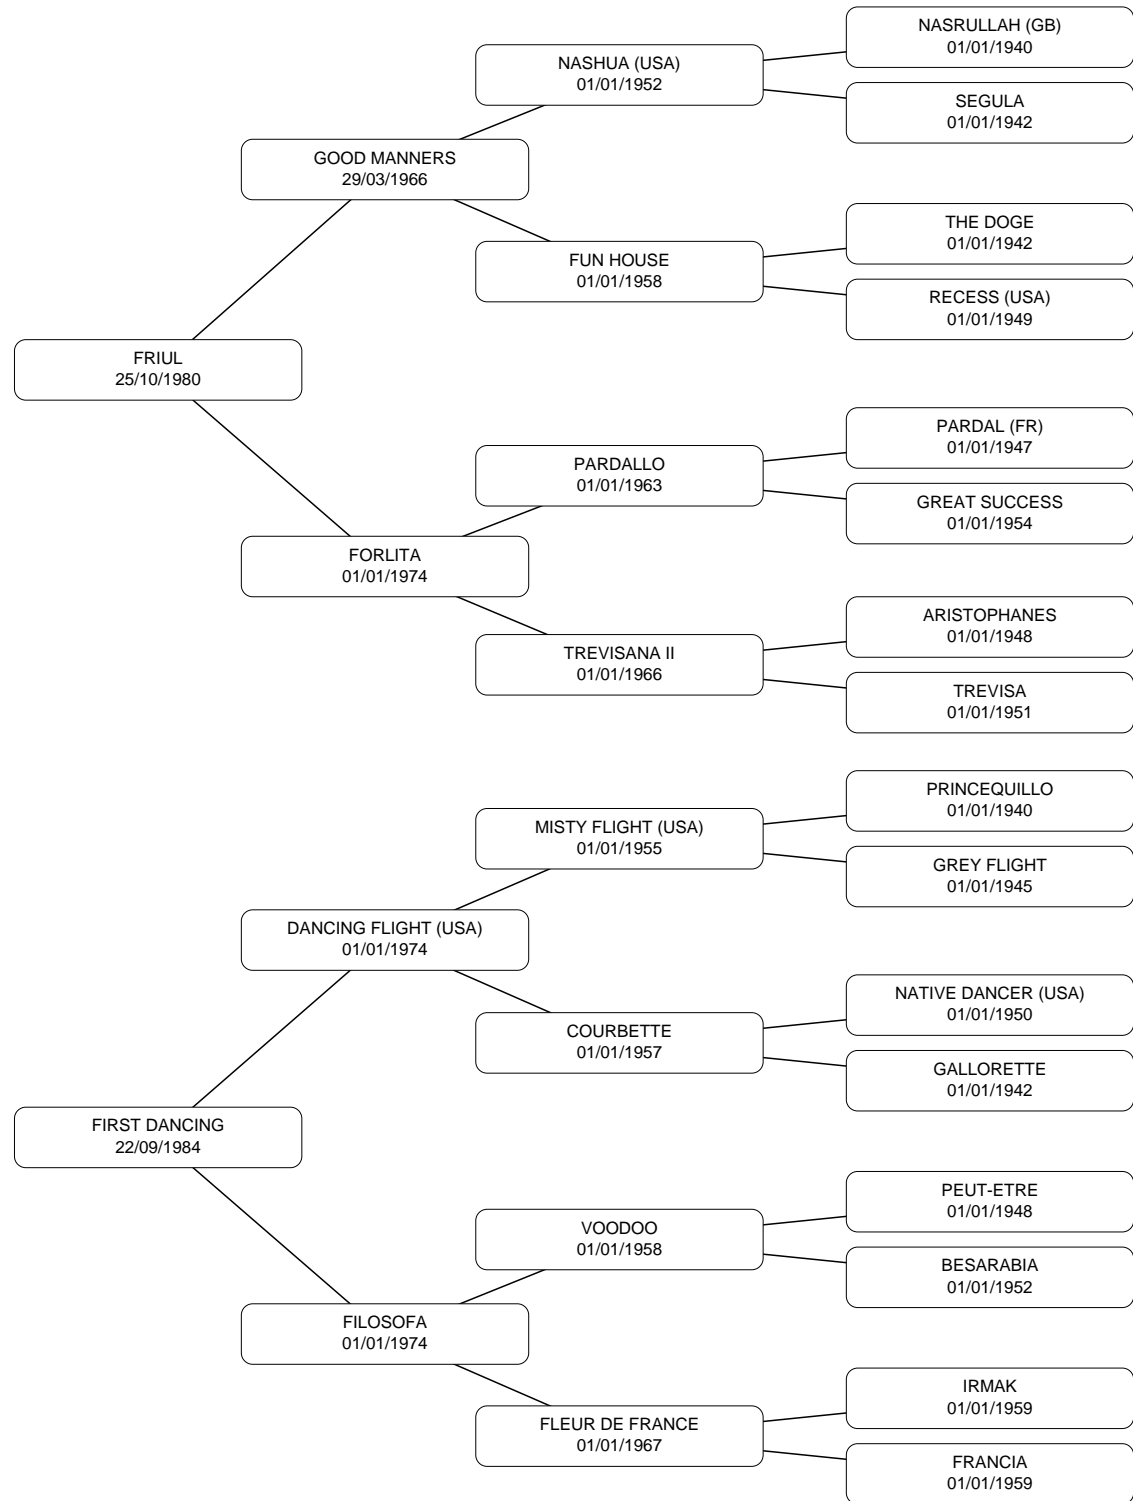 NASRULLAH (GB)
01/01/1940
NASHUA (USA)
01/01/1952
SEGULA
01/01/1942
GOOD MANNERS
29/03/1966
THE DOGE
01/01/1942
FUN HOUSE
01/01/1958
RECESS (USA)
01/01/1949
FRIUL
25/10/1980
PARDAL (FR)
01/01/1947
PARDALLO
01/01/1963
GREAT SUCCESS
01/01/1954
FORLITA
01/01/1974
ARISTOPHANES
01/01/1948
TREVISANA II
01/01/1966
TREVISA
01/01/1951
PRINCEQUILLO
01/01/1940
MISTY FLIGHT (USA)
01/01/1955
GREY FLIGHT
01/01/1945
DANCING FLIGHT (USA)
01/01/1974
NATIVE DANCER (USA)
01/01/1950
COURBETTE
01/01/1957
GALLORETTE
01/01/1942
FIRST DANCING
22/09/1984
PEUT-ETRE
01/01/1948
VOODOO
01/01/1958
BESARABIA
01/01/1952
FILOSOFA
01/01/1974
IRMAK
01/01/1959
FLEUR DE FRANCE
01/01/1967
FRANCIA
01/01/1959